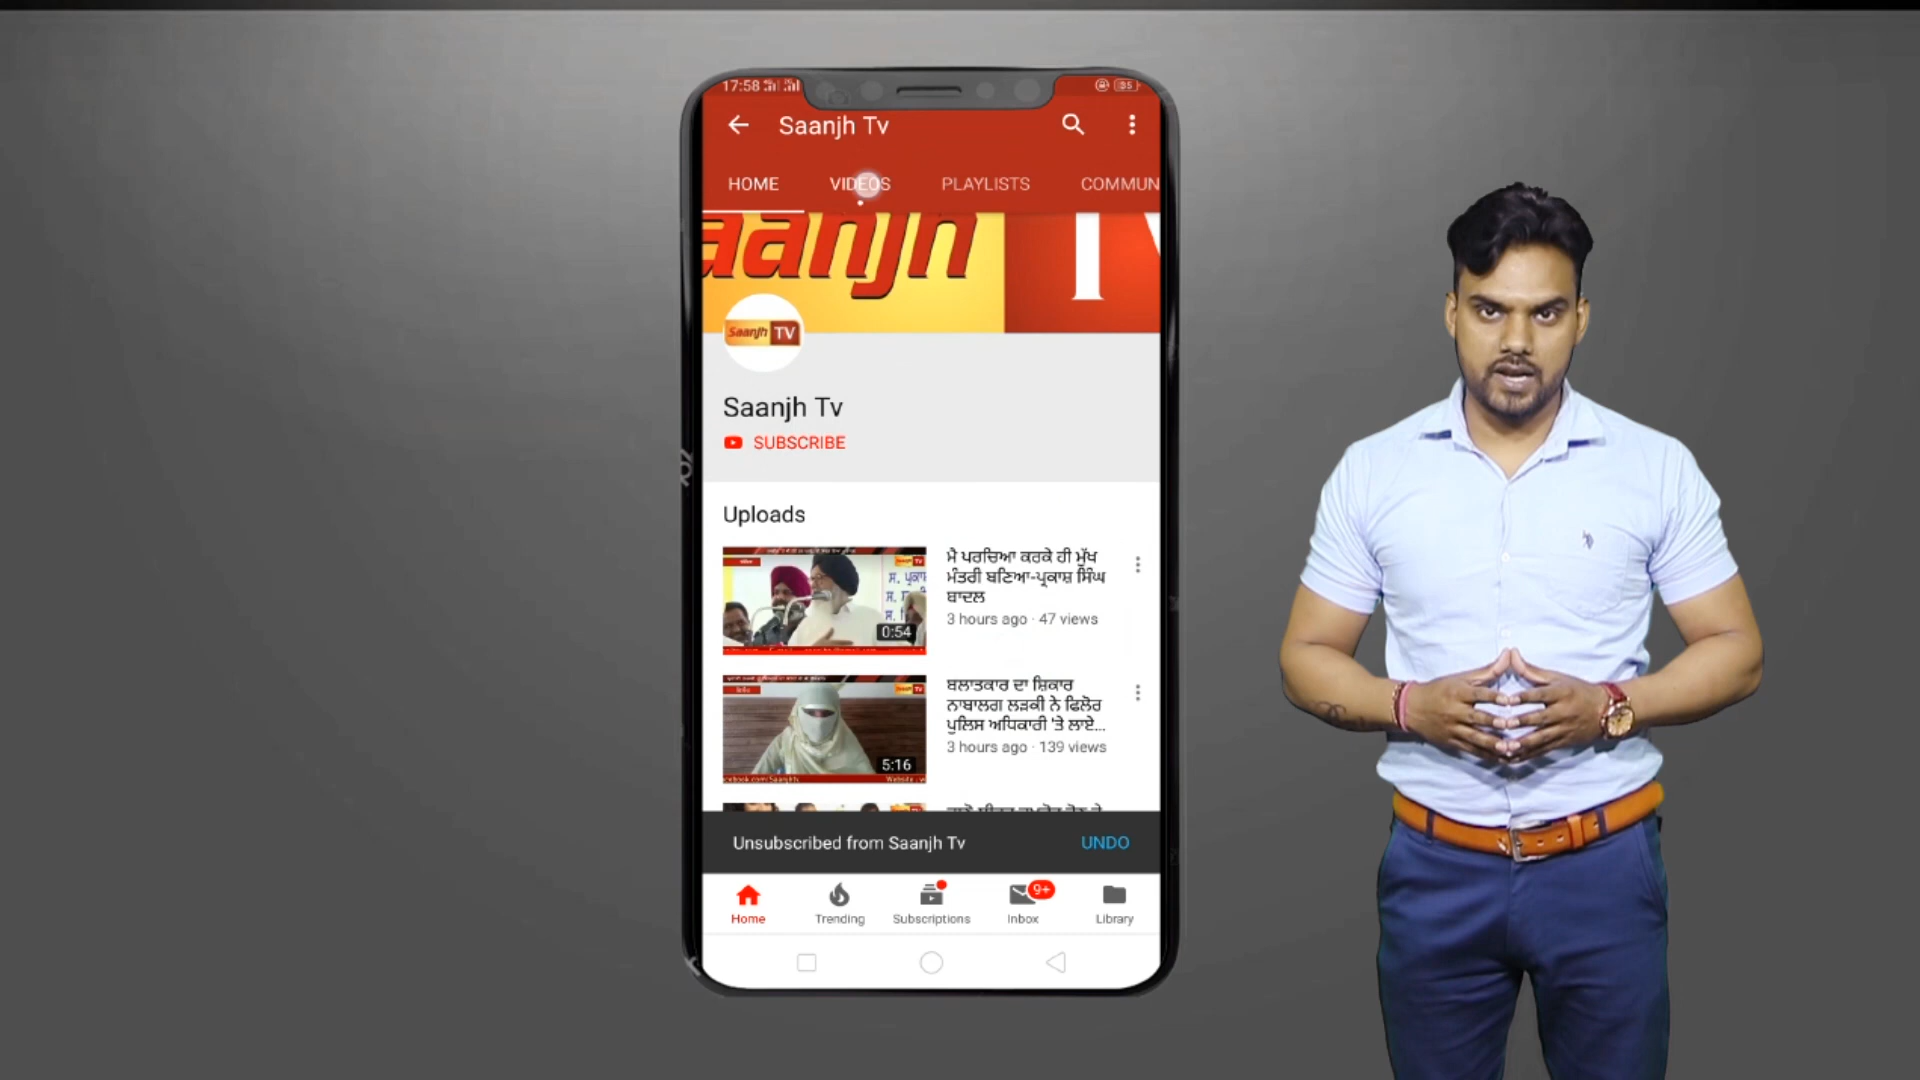 17:58
Saanjh Tv
HOME VIDEOS PLAYLISTS COMMUN
aanjh TV
Saanjh TV
Saanjh Tv
SUBSCRIBE
Uploads
ਮੈ ਪਰਚਿਆ ਕਰਕੇ ਹੀ ਮੁੱਖ
ਮੰਤਰੀ ਬਣਿਆ-ਪ੍ਰਕਾਸ਼ ਸਿੰਘ
ਬਾਦਲ
3 hours ago · 47 views
0:54
ਬਲਾਤਕਾਰ ਦਾ ਸ਼ਿਕਾਰ
ਨਾਬਾਲਗ ਲੜਕੀ ਨੇ ਫਿਲੋਰ
ਪੁਲਿਸ ਅਧਿਕਾਰੀ 'ਤੇ ਲਾਏ...
3 hours ago · 139 views
5:16
Unsubscribed from Saanjh Tv UNDO
9+
Home Trending Subscriptions Inbox Library